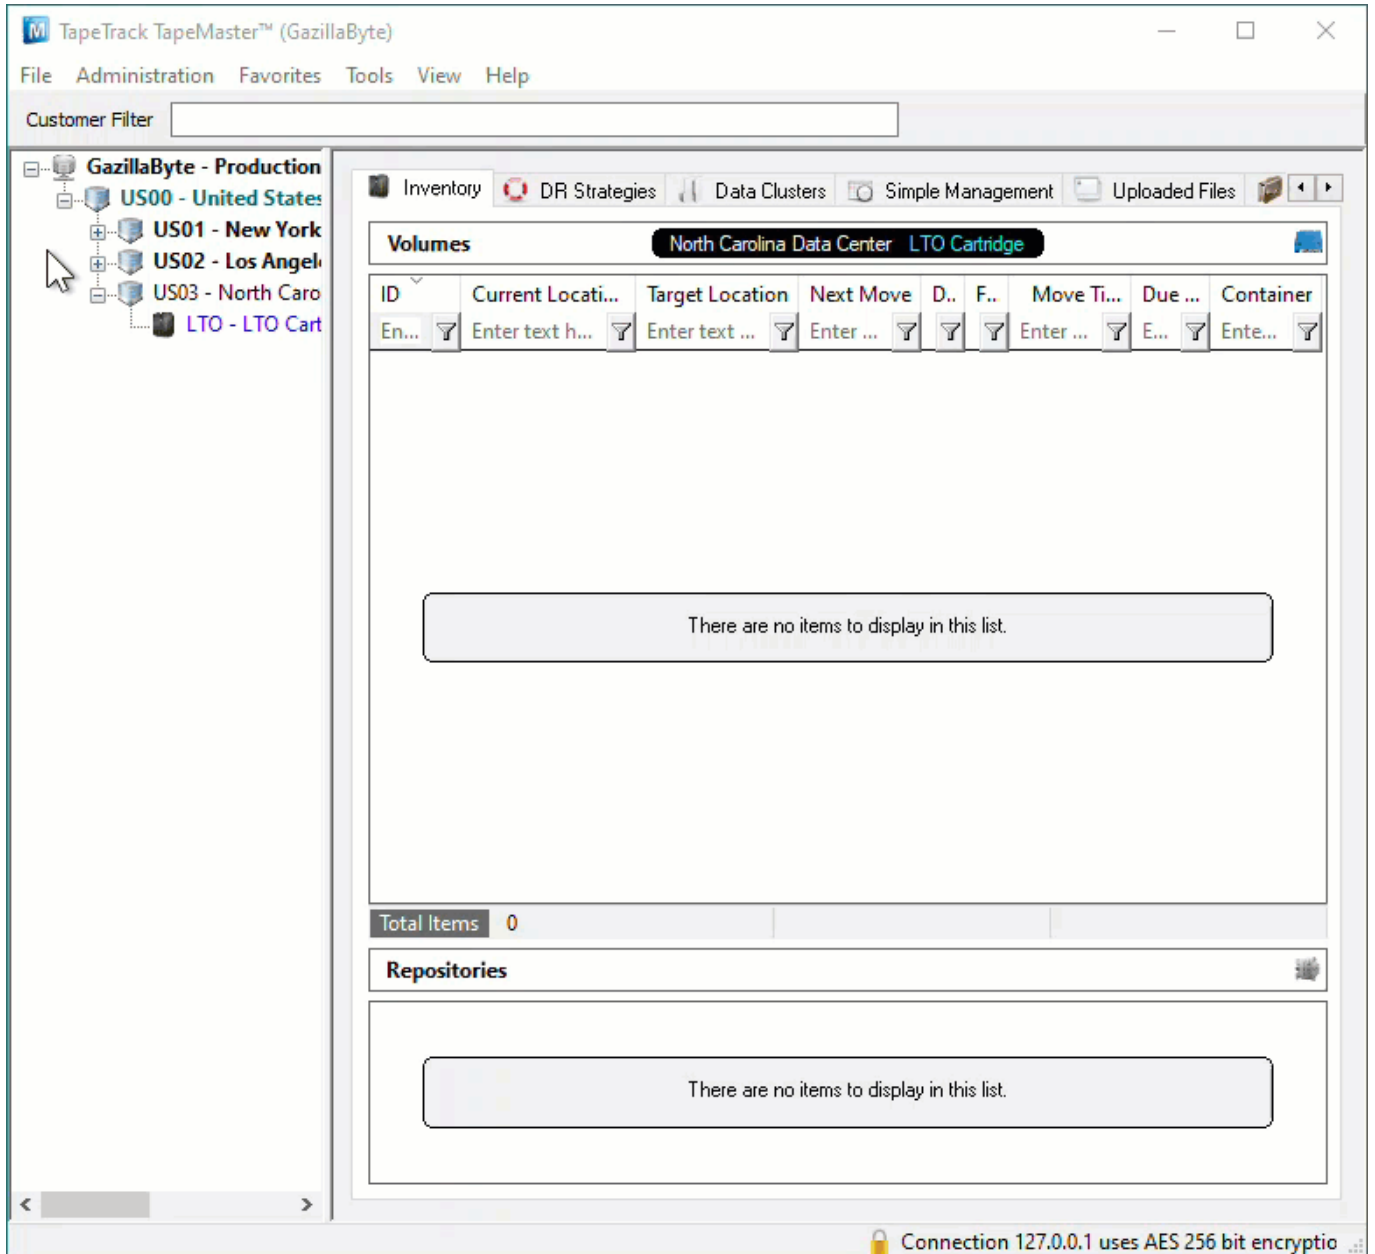 TapeTrack TapeMaster™ (GazillaByte)
File Administration Favorites Tools View Help
Customer Filter
GazillaByte - Production
US00 - United States
US01 - New York
US02 - Los Angel
US03 - North Caro
LTO - LTO Cart
Inventory DR Strategies Data Clusters Simple Management Uploaded Files
Volumes North Carolina Data Center LTO Cartridge
ID Current Locati... Target Location Next Move D.. F.. Move Ti... Due ... Container
En... Enter text h... Enter text ... Enter ... Enter ... E... Ente...
There are no items to display in this list.
Total Items 0
Repositories
There are no items to display in this list.
Connection 127.0.0.1 uses AES 256 bit encryptio